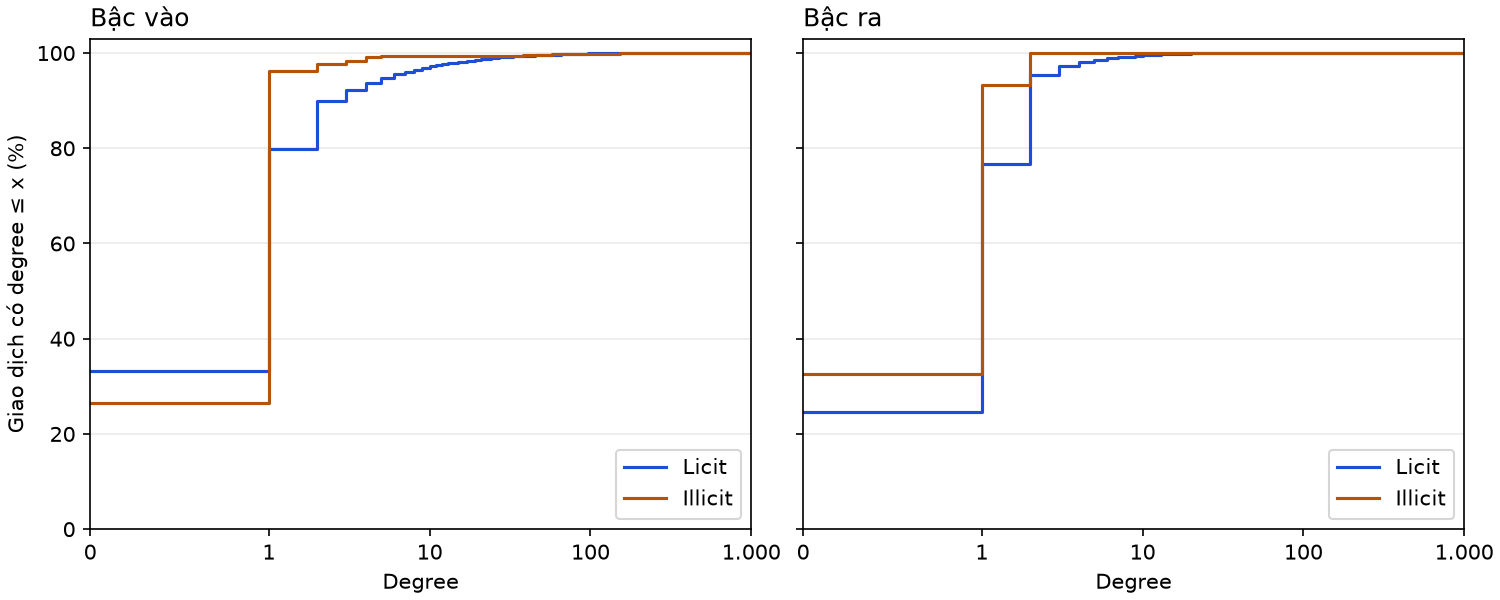 Bậc vào
Giao dịch có degree ≤ x (%)
100
80
60
40
20
0
0 1 10 100 1.000
Degree
Licit
Illicit
Bậc ra
0 1 10 100 1.000
Degree
Licit
Illicit